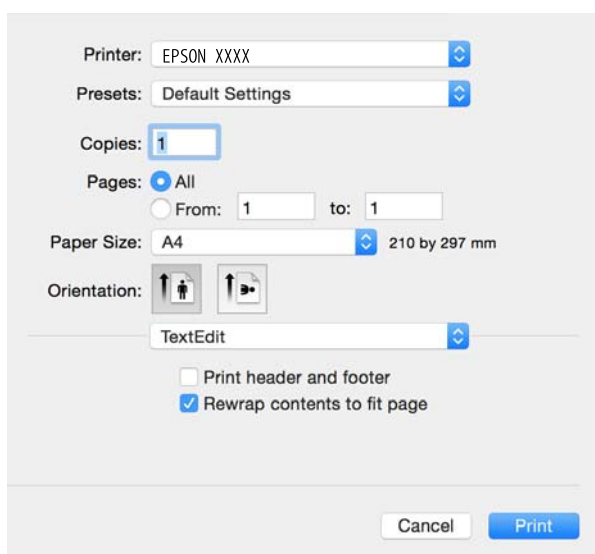 Printer: EPSON XXXX
Presets: Default Settings
Copies: 1
Pages: All
From: 1 to: 1
Paper Size: A4 210 by 297 mm
Orientation:
TextEdit
Print header and footer
Rewrap contents to fit page
Cancel Print